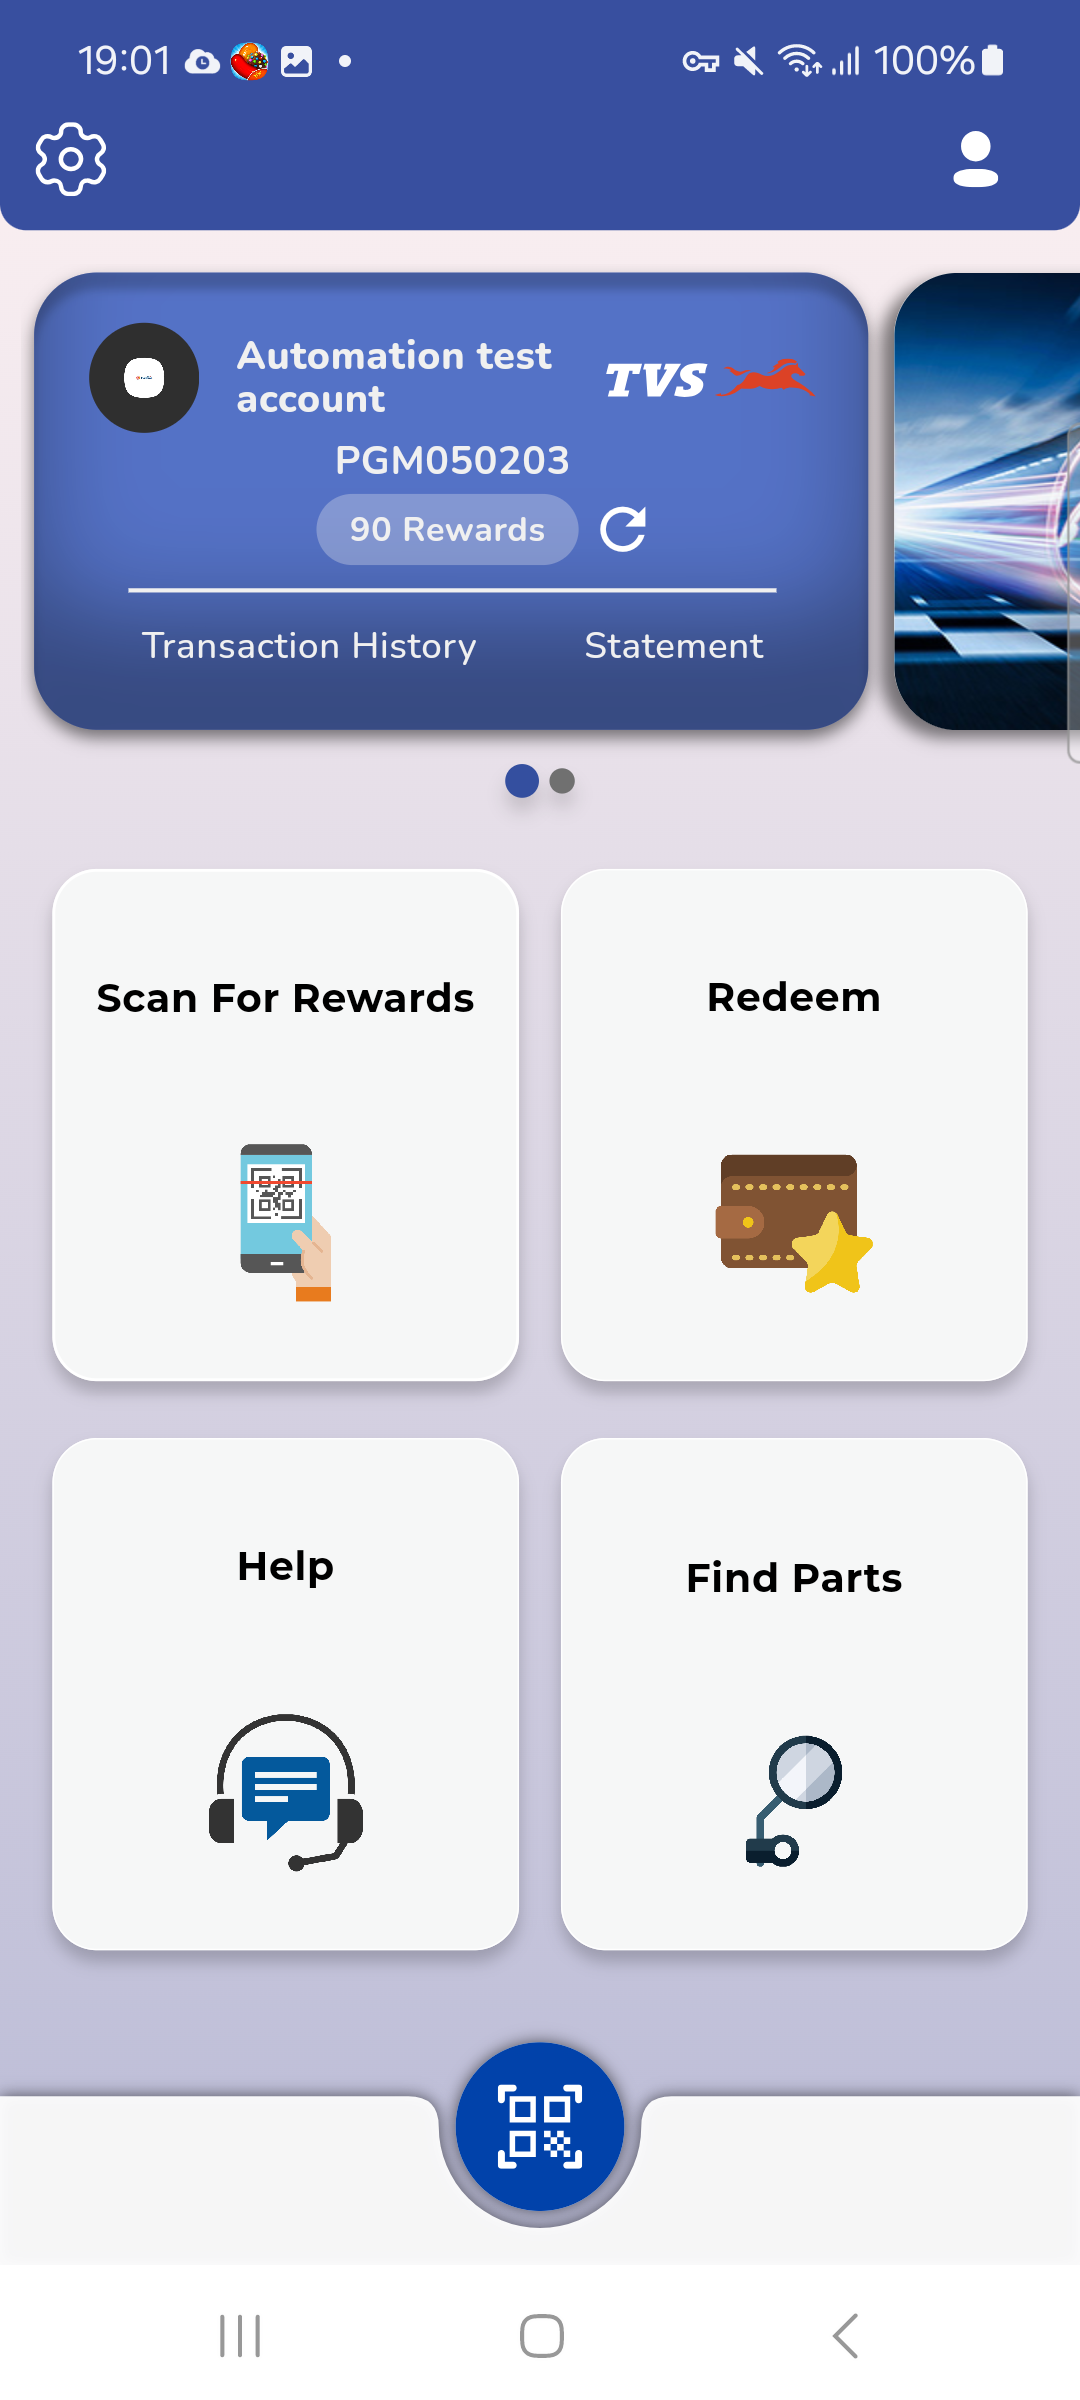 19:01
100%
Automation test
account
TVS
PGM050203
90 Rewards
Transaction History
Statement
Scan For Rewards
Redeem
Help
Find Parts